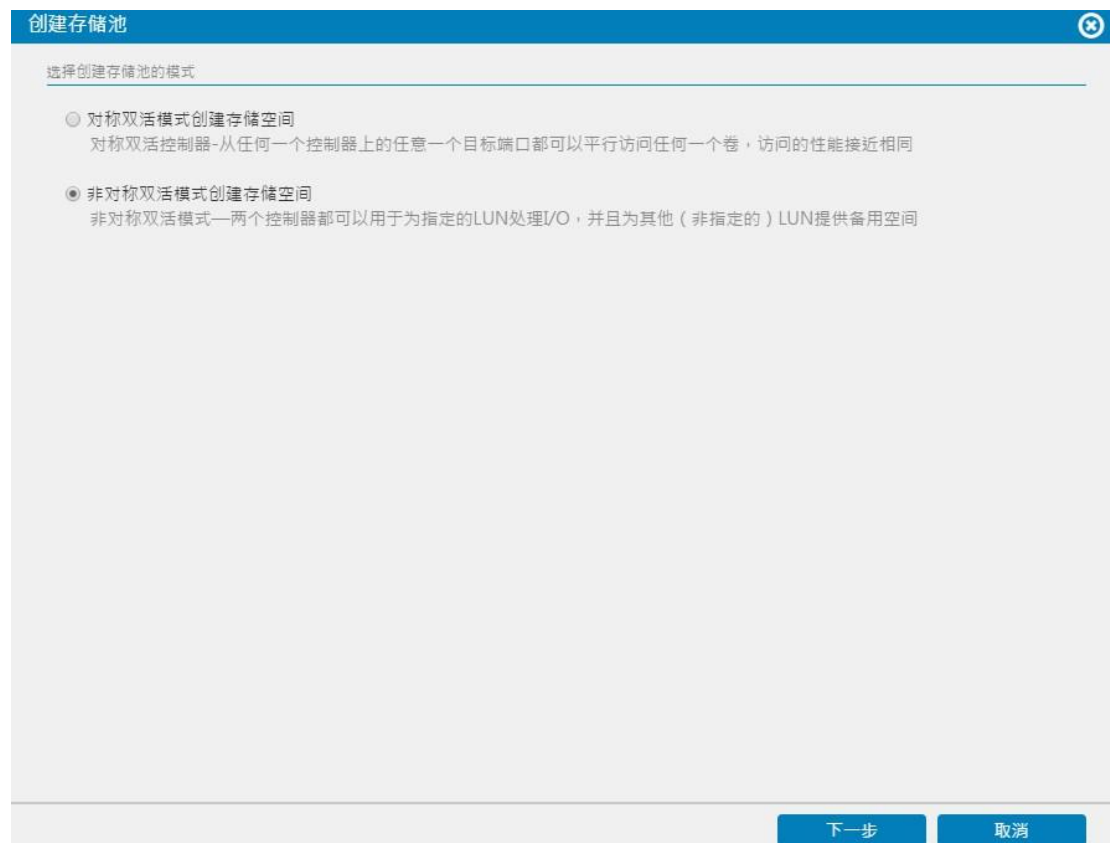 创建存储池
选择创建存储池的模式
对称双活模式创建存储空间
对称双活控制器-从任何一个控制器上的任意一个目标端口都可以平行访问任何一个卷，访问的性能接近相同
非对称双活模式创建存储空间
非对称双活模式—两个控制器都可以用于为指定的LUN处理I/O，并且为其他（非指定的）LUN提供备用空间
下一步
取消